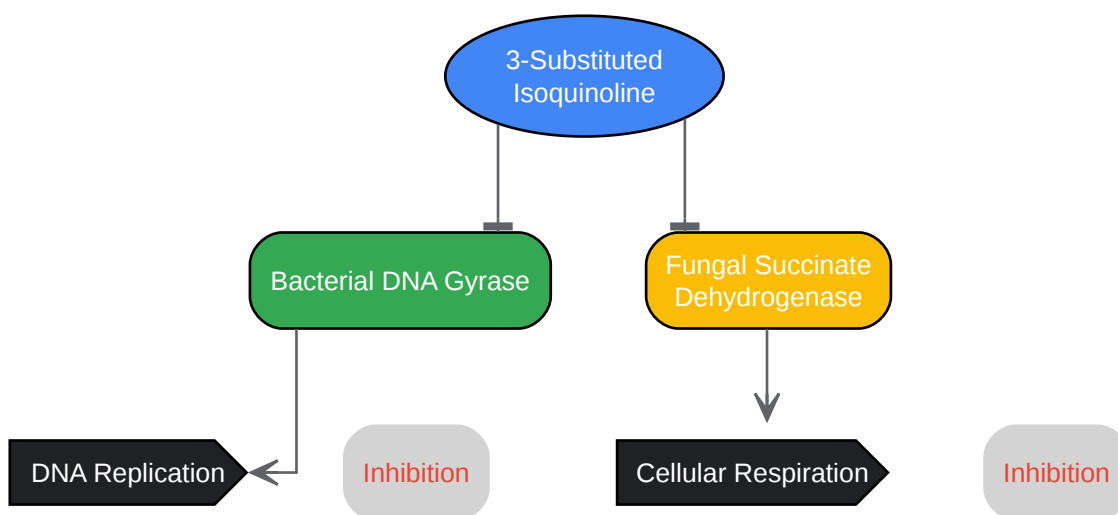 3-Substituted
Isoquinoline
Bacterial DNA Gyrase
Fungal Succinate
Dehydrogenase
DNA Replication
Inhibition
Cellular Respiration
Inhibition